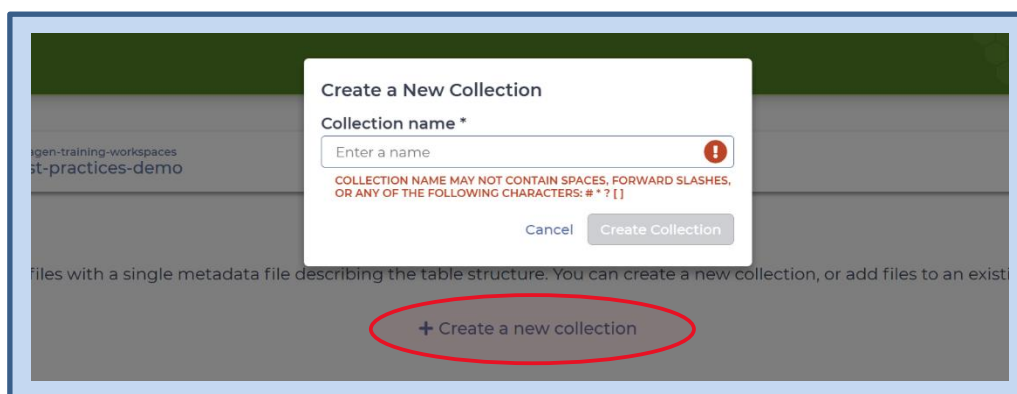 Create a New Collection
Collection name *
Enter a name
COLLECTION NAME MAY NOT CONTAIN SPACES, FORWARD SLASHES,
OR ANY OF THE FOLLOWING CHARACTERS: # * ? [ ]
Cancel Create Collection
agen-training-workspaces
st-practices-demo
files with a single metadata file describing the table structure. You can create a new collection, or add files to an existi
+ Create a new collection